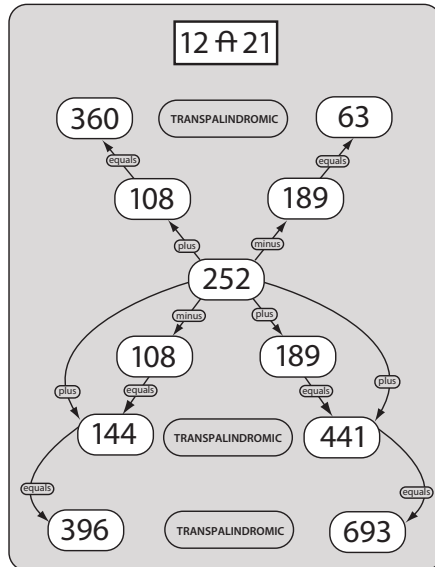 12 ₳ 21
360 TRANSPALINDROMIC 63
equals equals
108 189
plus minus
252
minus plus
108 189
plus equals equals plus
144 TRANSPALINDROMIC 441
equals equals
396 TRANSPALINDROMIC 693